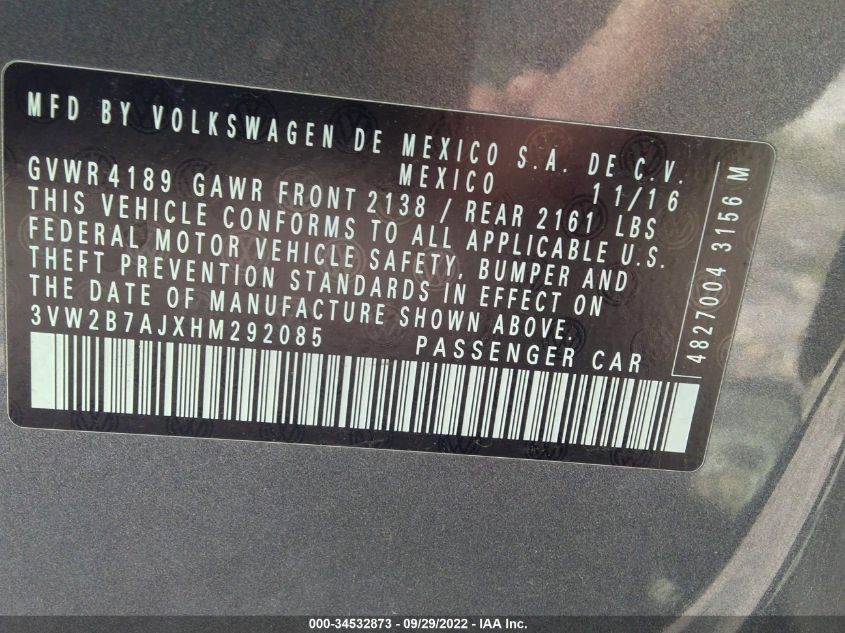 MFD BY VOLKSWAGEN DE MEXICO S.A. DE C.V.
MEXICO 11/16
GVWR4189 GAWR FRONT 2138 / REAR 2161 LBS
THIS VEHICLE CONFORMS TO ALL APPLICABLE U.S.
FEDERAL MOTOR VEHICLE SAFETY, BUMPER AND
THEFT PREVENTION STANDARDS IN EFFECT ON
THE DATE OF MANUFACTURE SHOWN ABOVE.
3VW2B7AJXHM292085 PASSENGER CAR
4827004 3156 M
000-34532873 - 09/29/2022 - IAA Inc.